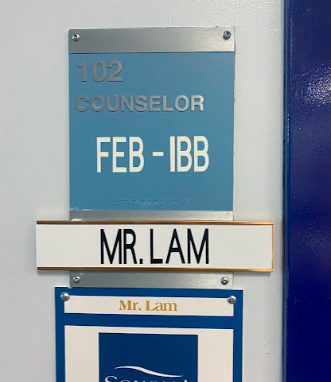 102
COUNSELOR
FEB - IBB
MR. LAM
Mr. Lam